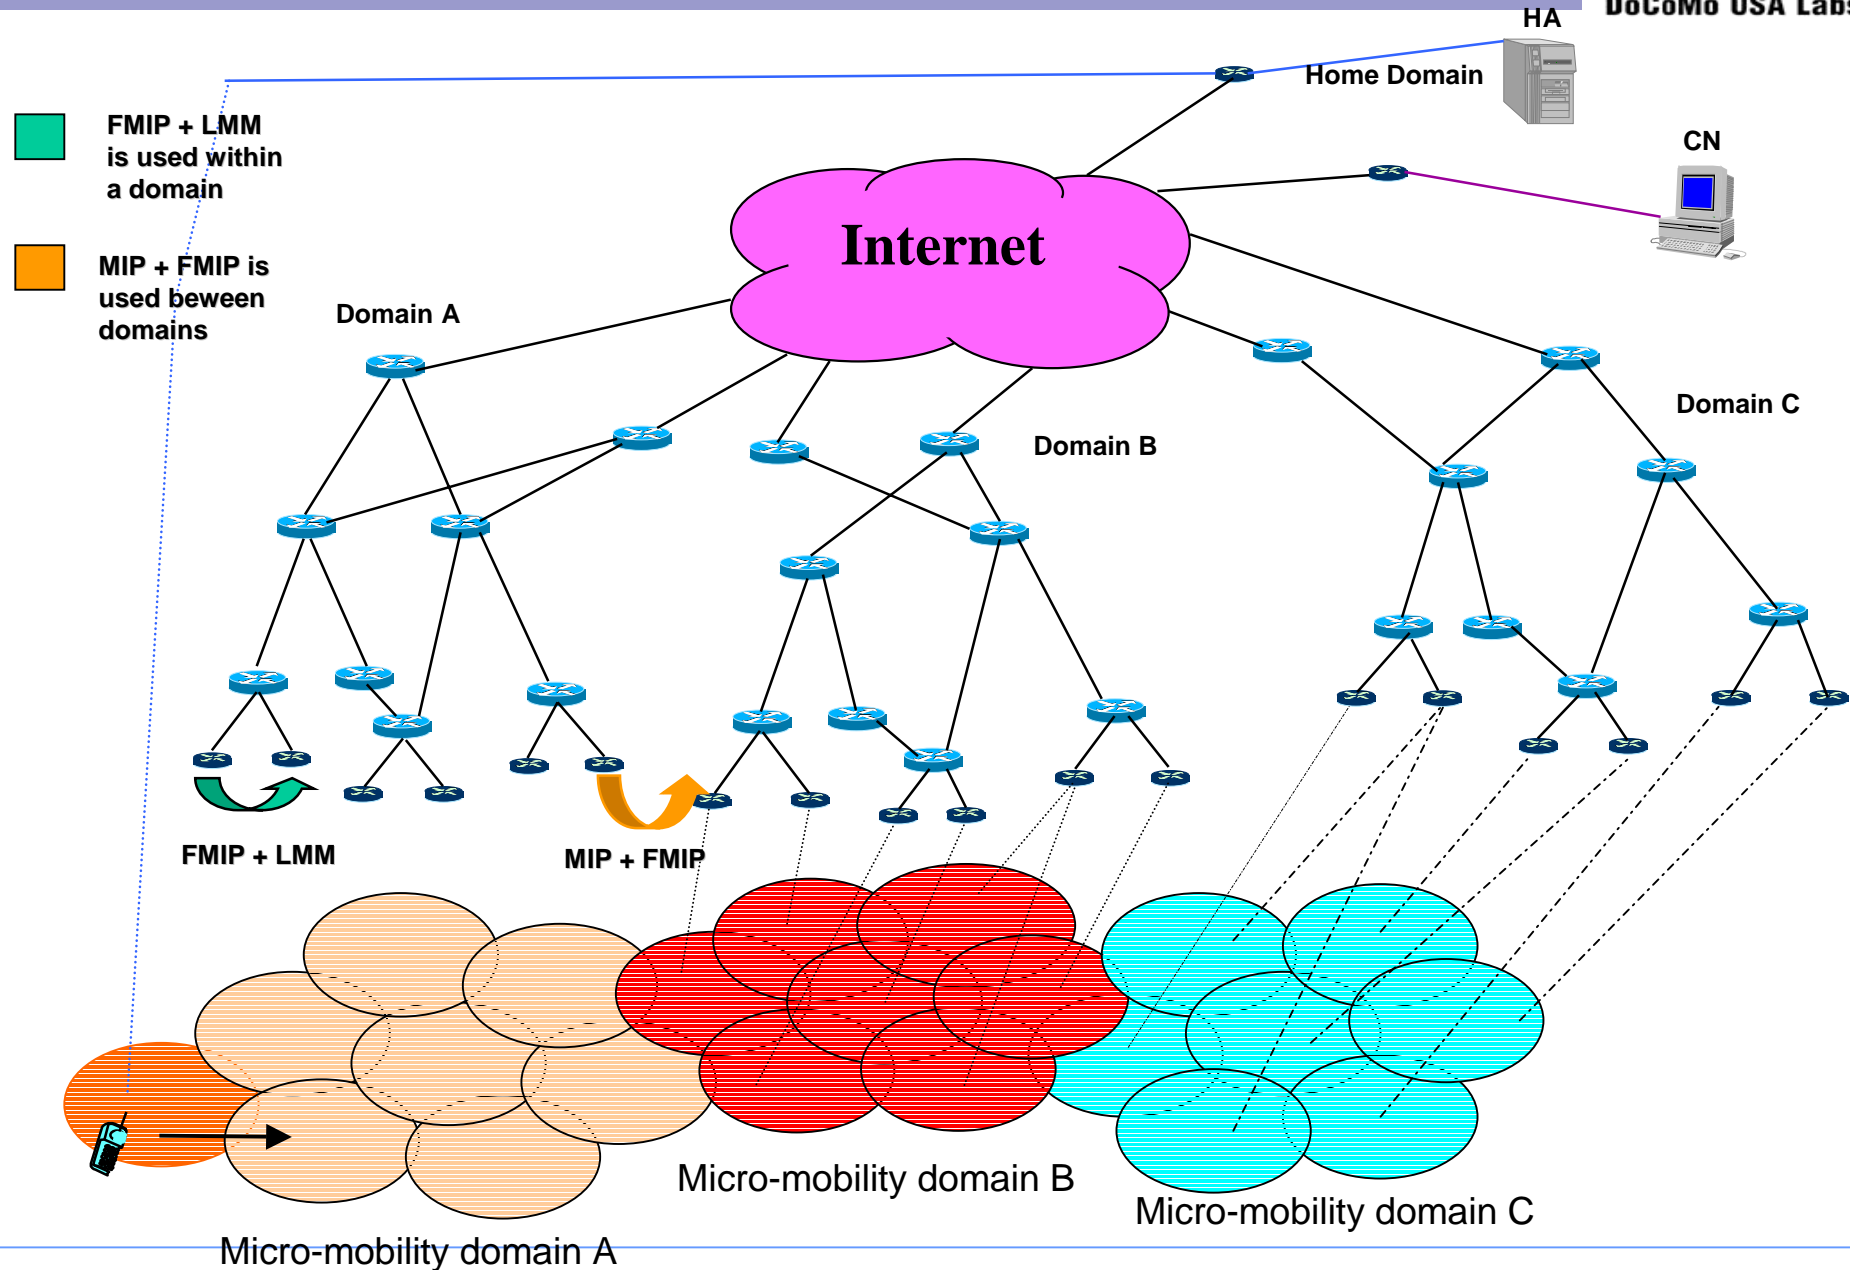 DoCoMo USA Labs
HA
Home Domain
CN
FMIP + LMM
is used within
a domain
MIP + FMIP is
used beween
domains
Internet
Domain A
Domain B
Domain C
FMIP + LMM
MIP + FMIP
Micro-mobility domain B
Micro-mobility domain C
Micro-mobility domain A